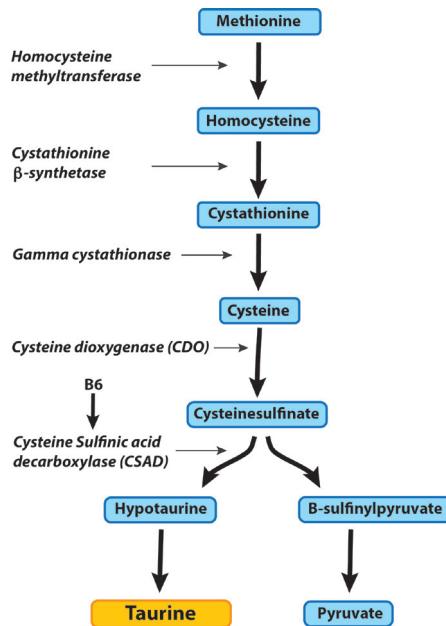 Methionine
Homocysteine
methyltransferase
Homocysteine
Cystathionine
β-synthetase
Cystathionine
Gamma cystathionase
Cysteine
Cysteine dioxygenase (CDO)
B6
Cysteinesulfinate
Cysteine Sulfinic acid
decarboxylase (CSAD)
Hypotaurine
B-sulfinylpyruvate
Taurine
Pyruvate